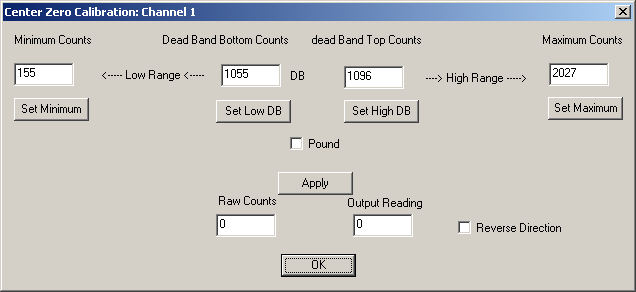 Center Zero Calibration: Channel 1
Minimum Counts Dead Band Bottom Counts dead Band Top Counts Maximum Counts
155 <----- Low Range <----- 1055 DB 1096 ----> High Range -----> 2027
Set Minimum Set Low DB Set High DB Set Maximum
Pound
Apply
Raw Counts Output Reading
0 0 Reverse Direction
OK